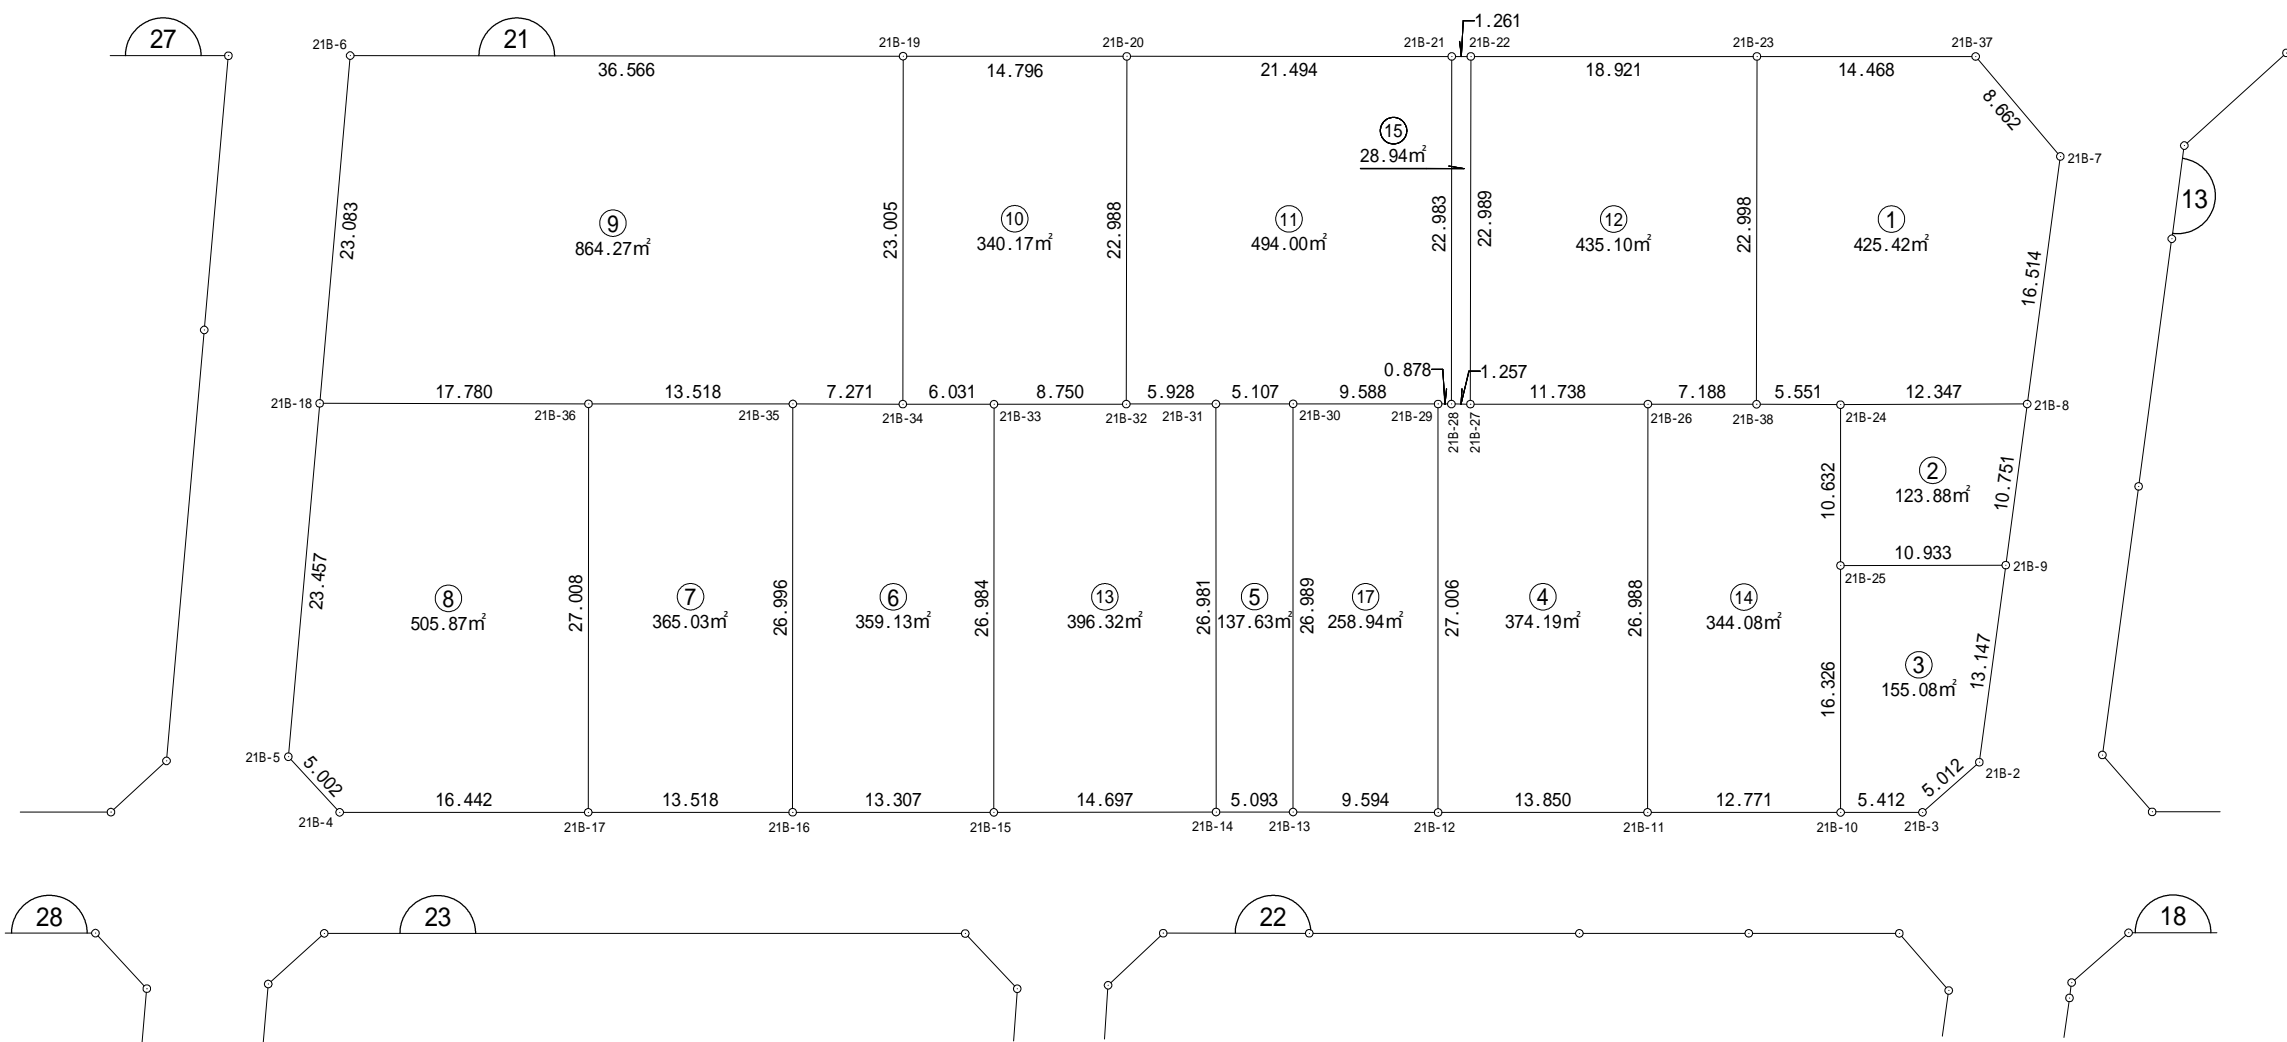 27
21
21B-6
21B-19
21B-20
21B-21
1.261
21B-22
21B-23
21B-37
36.566
14.796
21.494
18.921
14.468
8.662
21B-7
⑮
28.94㎡
13
23.083
⑨
864.27㎡
23.005
⑩
340.17㎡
22.988
⑪
494.00㎡
22.983
22.989
⑫
435.10㎡
22.998
①
425.42㎡
16.514
0.878
1.257
21B-18
17.780
13.518
7.271
6.031
8.750
5.928
5.107
9.588
11.738
7.188
5.551
12.347
21B-8
21B-36
21B-35
21B-34
21B-33
21B-32
21B-31
21B-30
21B-29
21B-28
21B-27
21B-26
21B-38
21B-24
10.632
②
123.88㎡
10.751
10.933
21B-25
21B-9
23.457
⑧
505.87㎡
27.008
⑦
365.03㎡
26.996
⑥
359.13㎡
26.984
⑬
396.32㎡
26.981
⑤
137.63㎡
26.989
⑰
258.94㎡
27.006
④
374.19㎡
26.988
⑭
344.08㎡
16.326
③
155.08㎡
13.147
21B-5
5.002
5.012
21B-2
16.442
13.518
13.307
14.697
5.093
9.594
13.850
12.771
5.412
21B-4
21B-17
21B-16
21B-15
21B-14
21B-13
21B-12
21B-11
21B-10
21B-3
28
23
22
18